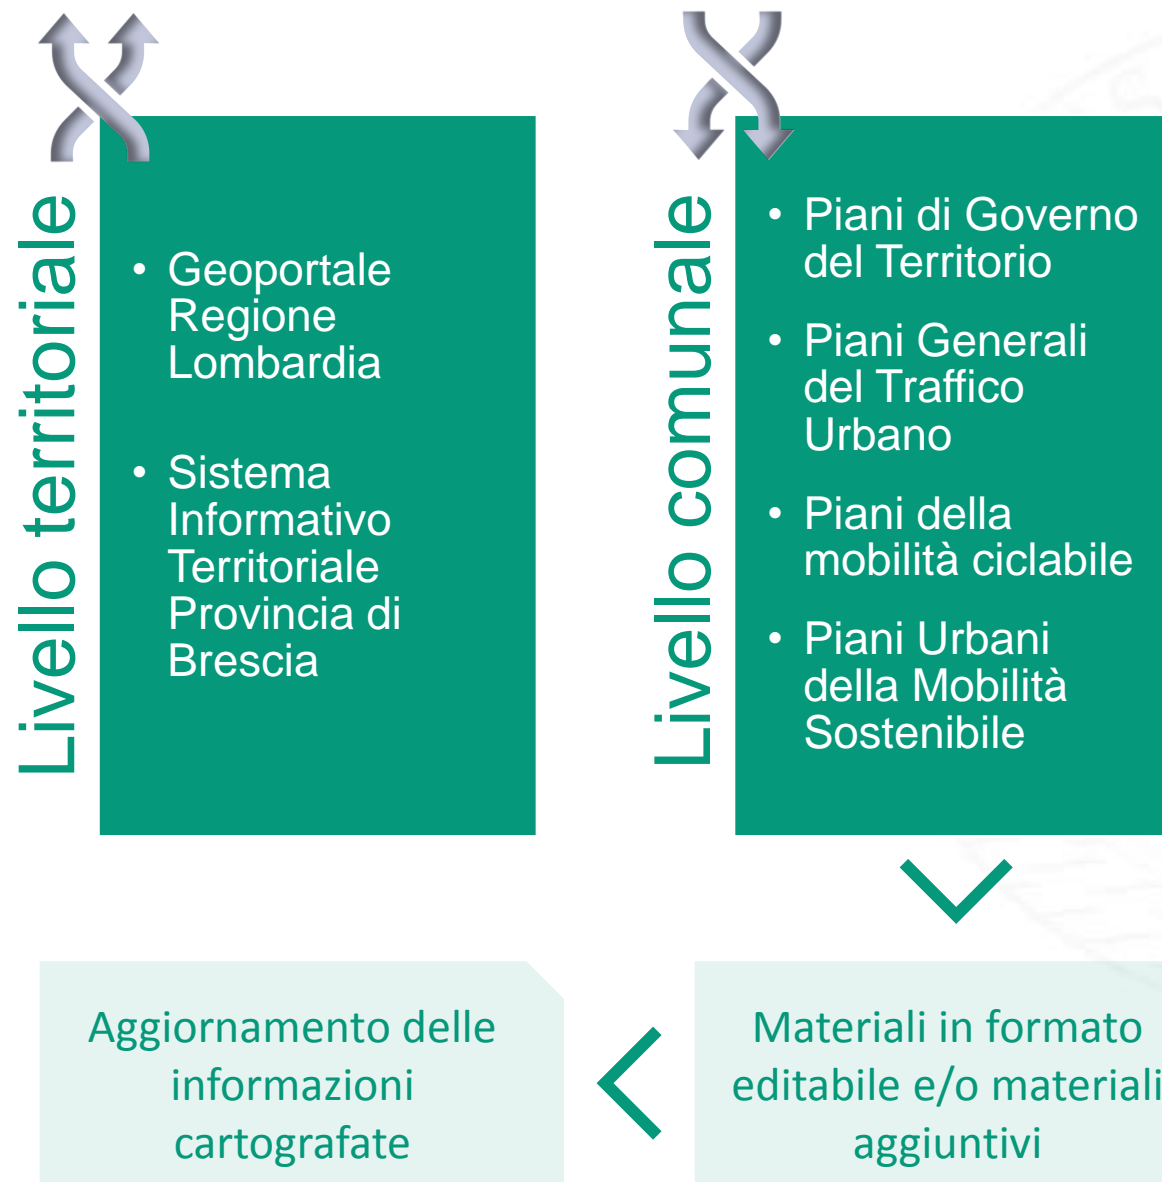 Livello territoriale
• Geoportale
Regione
Lombardia
• Sistema
Informativo
Territoriale
Provincia di
Brescia
Livello comunale
• Piani di Governo
del Territorio
• Piani Generali
del Traffico
Urbano
• Piani della
mobilità ciclabile
• Piani Urbani
della Mobilità
Sostenibile
Aggiornamento delle
informazioni
cartografate
Materiali in formato
editabile e/o materiali
aggiuntivi